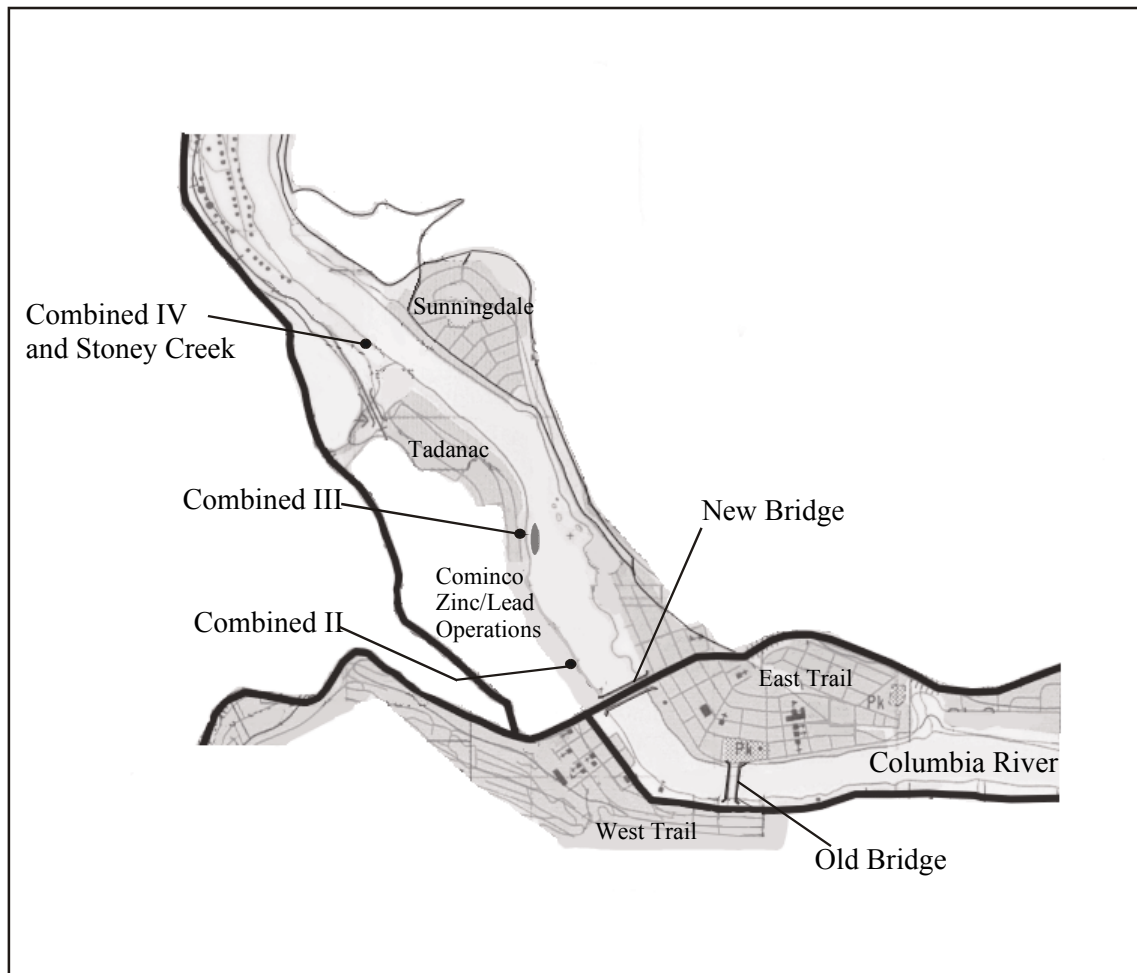 Sunningdale
Combined IV
and Stoney Creek
Tadanac
Combined III
New Bridge
Cominco
Zinc/Lead
Operations
Combined II
East Trail
Pk
Pk
Columbia River
West Trail
Old Bridge